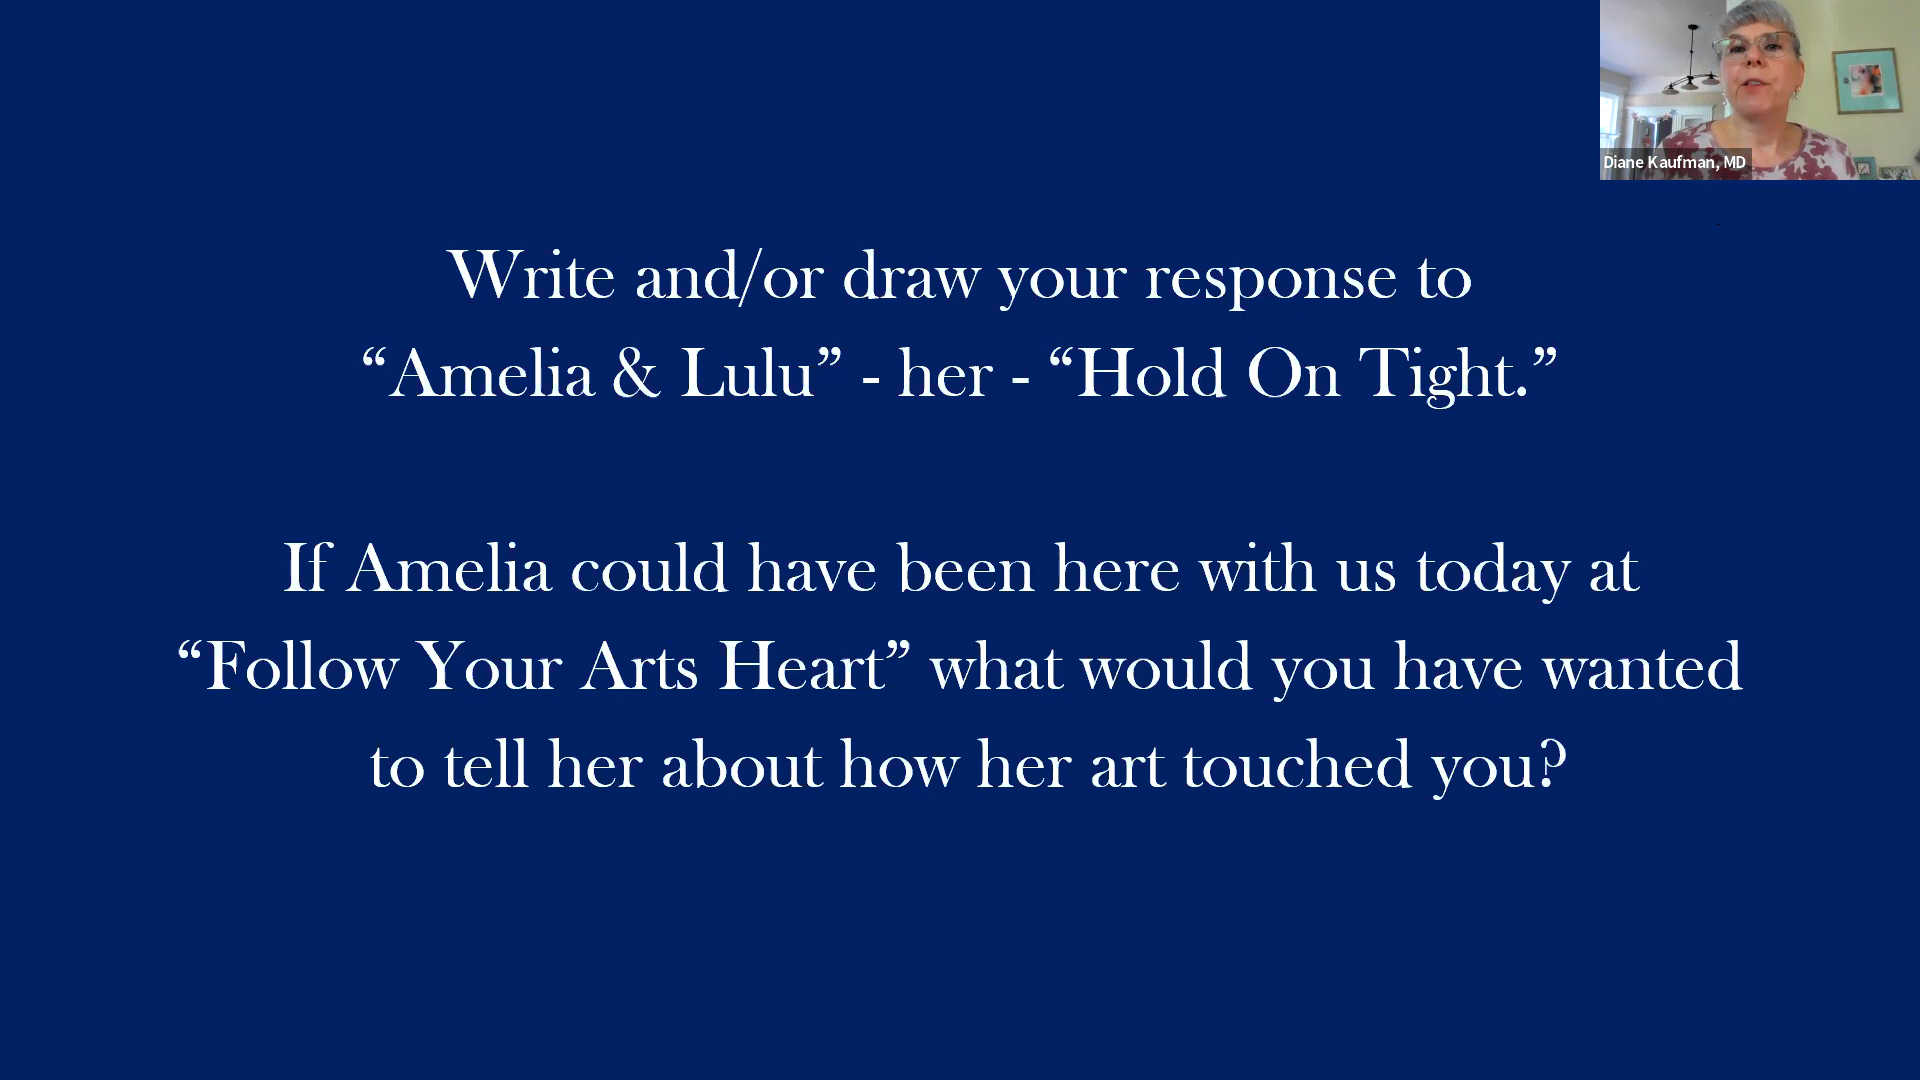 Diane Kaufman, MD
Write and/or draw your response to
“Amelia & Lulu” - her - “Hold On Tight.”
If Amelia could have been here with us today at
“Follow Your Arts Heart” what would you have wanted
to tell her about how her art touched you?